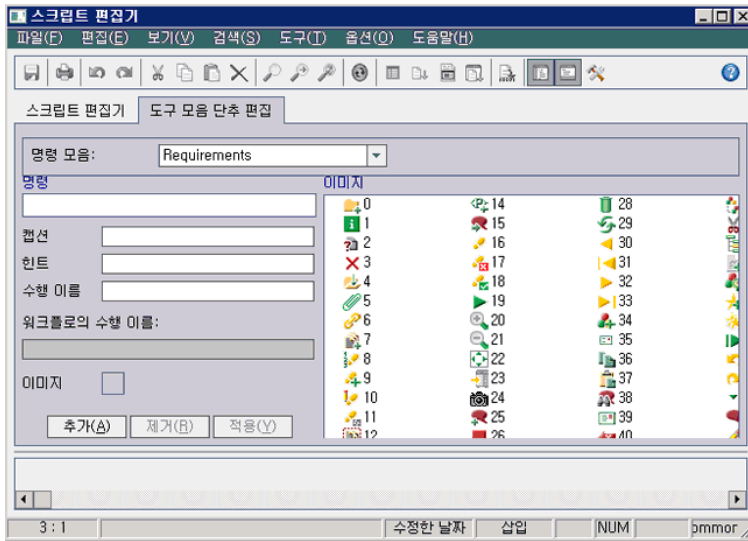 스크립트 편집기
파일(F) 편집(E) 보기(V) 검색(S) 도구(T) 옵션(O) 도움말(H)
스크립트 편집기 도구 모음 단추 편집
명령 모음: Requirements
명령
캡션
힌트
수행 이름
워크플로의 수행 이름:
이미지
추가(A) 제거(R) 적용(Y)
이미지
0 14 28
1 15 29
2 16 30
3 17 31
4 18 32
5 19 33
6 20 34
7 21 35
8 22 36
9 23 37
10 24 38
11 25 39
12 26 40
3 : 1 수정한 날짜 삽입 NUM ommor